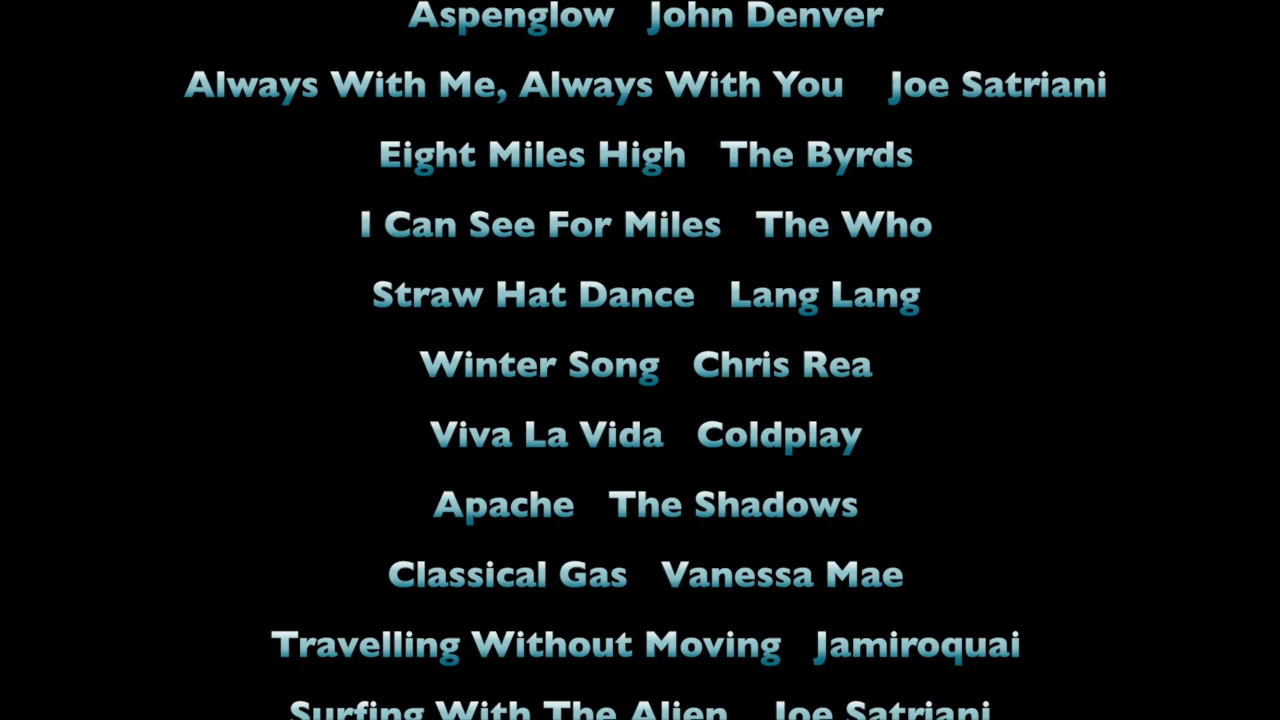 Aspenglow John Denver
Always With Me, Always With You Joe Satriani
Eight Miles High The Byrds
I Can See For Miles The Who
Straw Hat Dance Lang Lang
Winter Song Chris Rea
Viva La Vida Coldplay
Apache The Shadows
Classical Gas Vanessa Mae
Travelling Without Moving Jamiroquai
Surfing With The Alien Joe Satriani